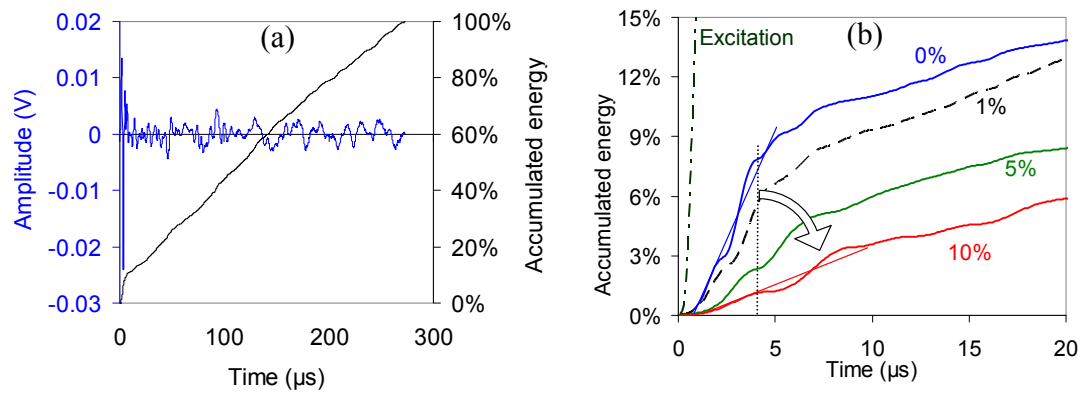 (a)
0.02
0.01
0
-0.01
-0.02
-0.03
Amplitude (V)
100%
80%
60%
40%
20%
0%
Accumulated energy
0 100 200 300
Time (µs)
(b)
Excitation
0%
1%
5%
10%
15%
12%
9%
6%
3%
0%
Accumulated energy
0 5 10 15 20
Time (µs)